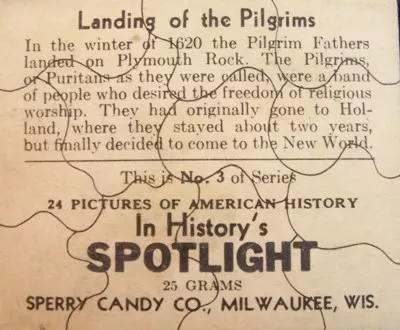 Landing of the Pilgrims
In the winter of 1620 the Pilgrim Fathers
landed on Plymouth Rock. The Pilgrims,
or Puritans as they were called, were a band
of people who desired the freedom of religious
worship. They had originally gone to Hol-
land, where they stayed about two years,
but finally decided to come to the New World.
This is No. 3 of Series
24 PICTURES OF AMERICAN HISTORY
In History's
SPOTLIGHT
25 GRAMS
SPERRY CANDY CO., MILWAUKEE, WIS.